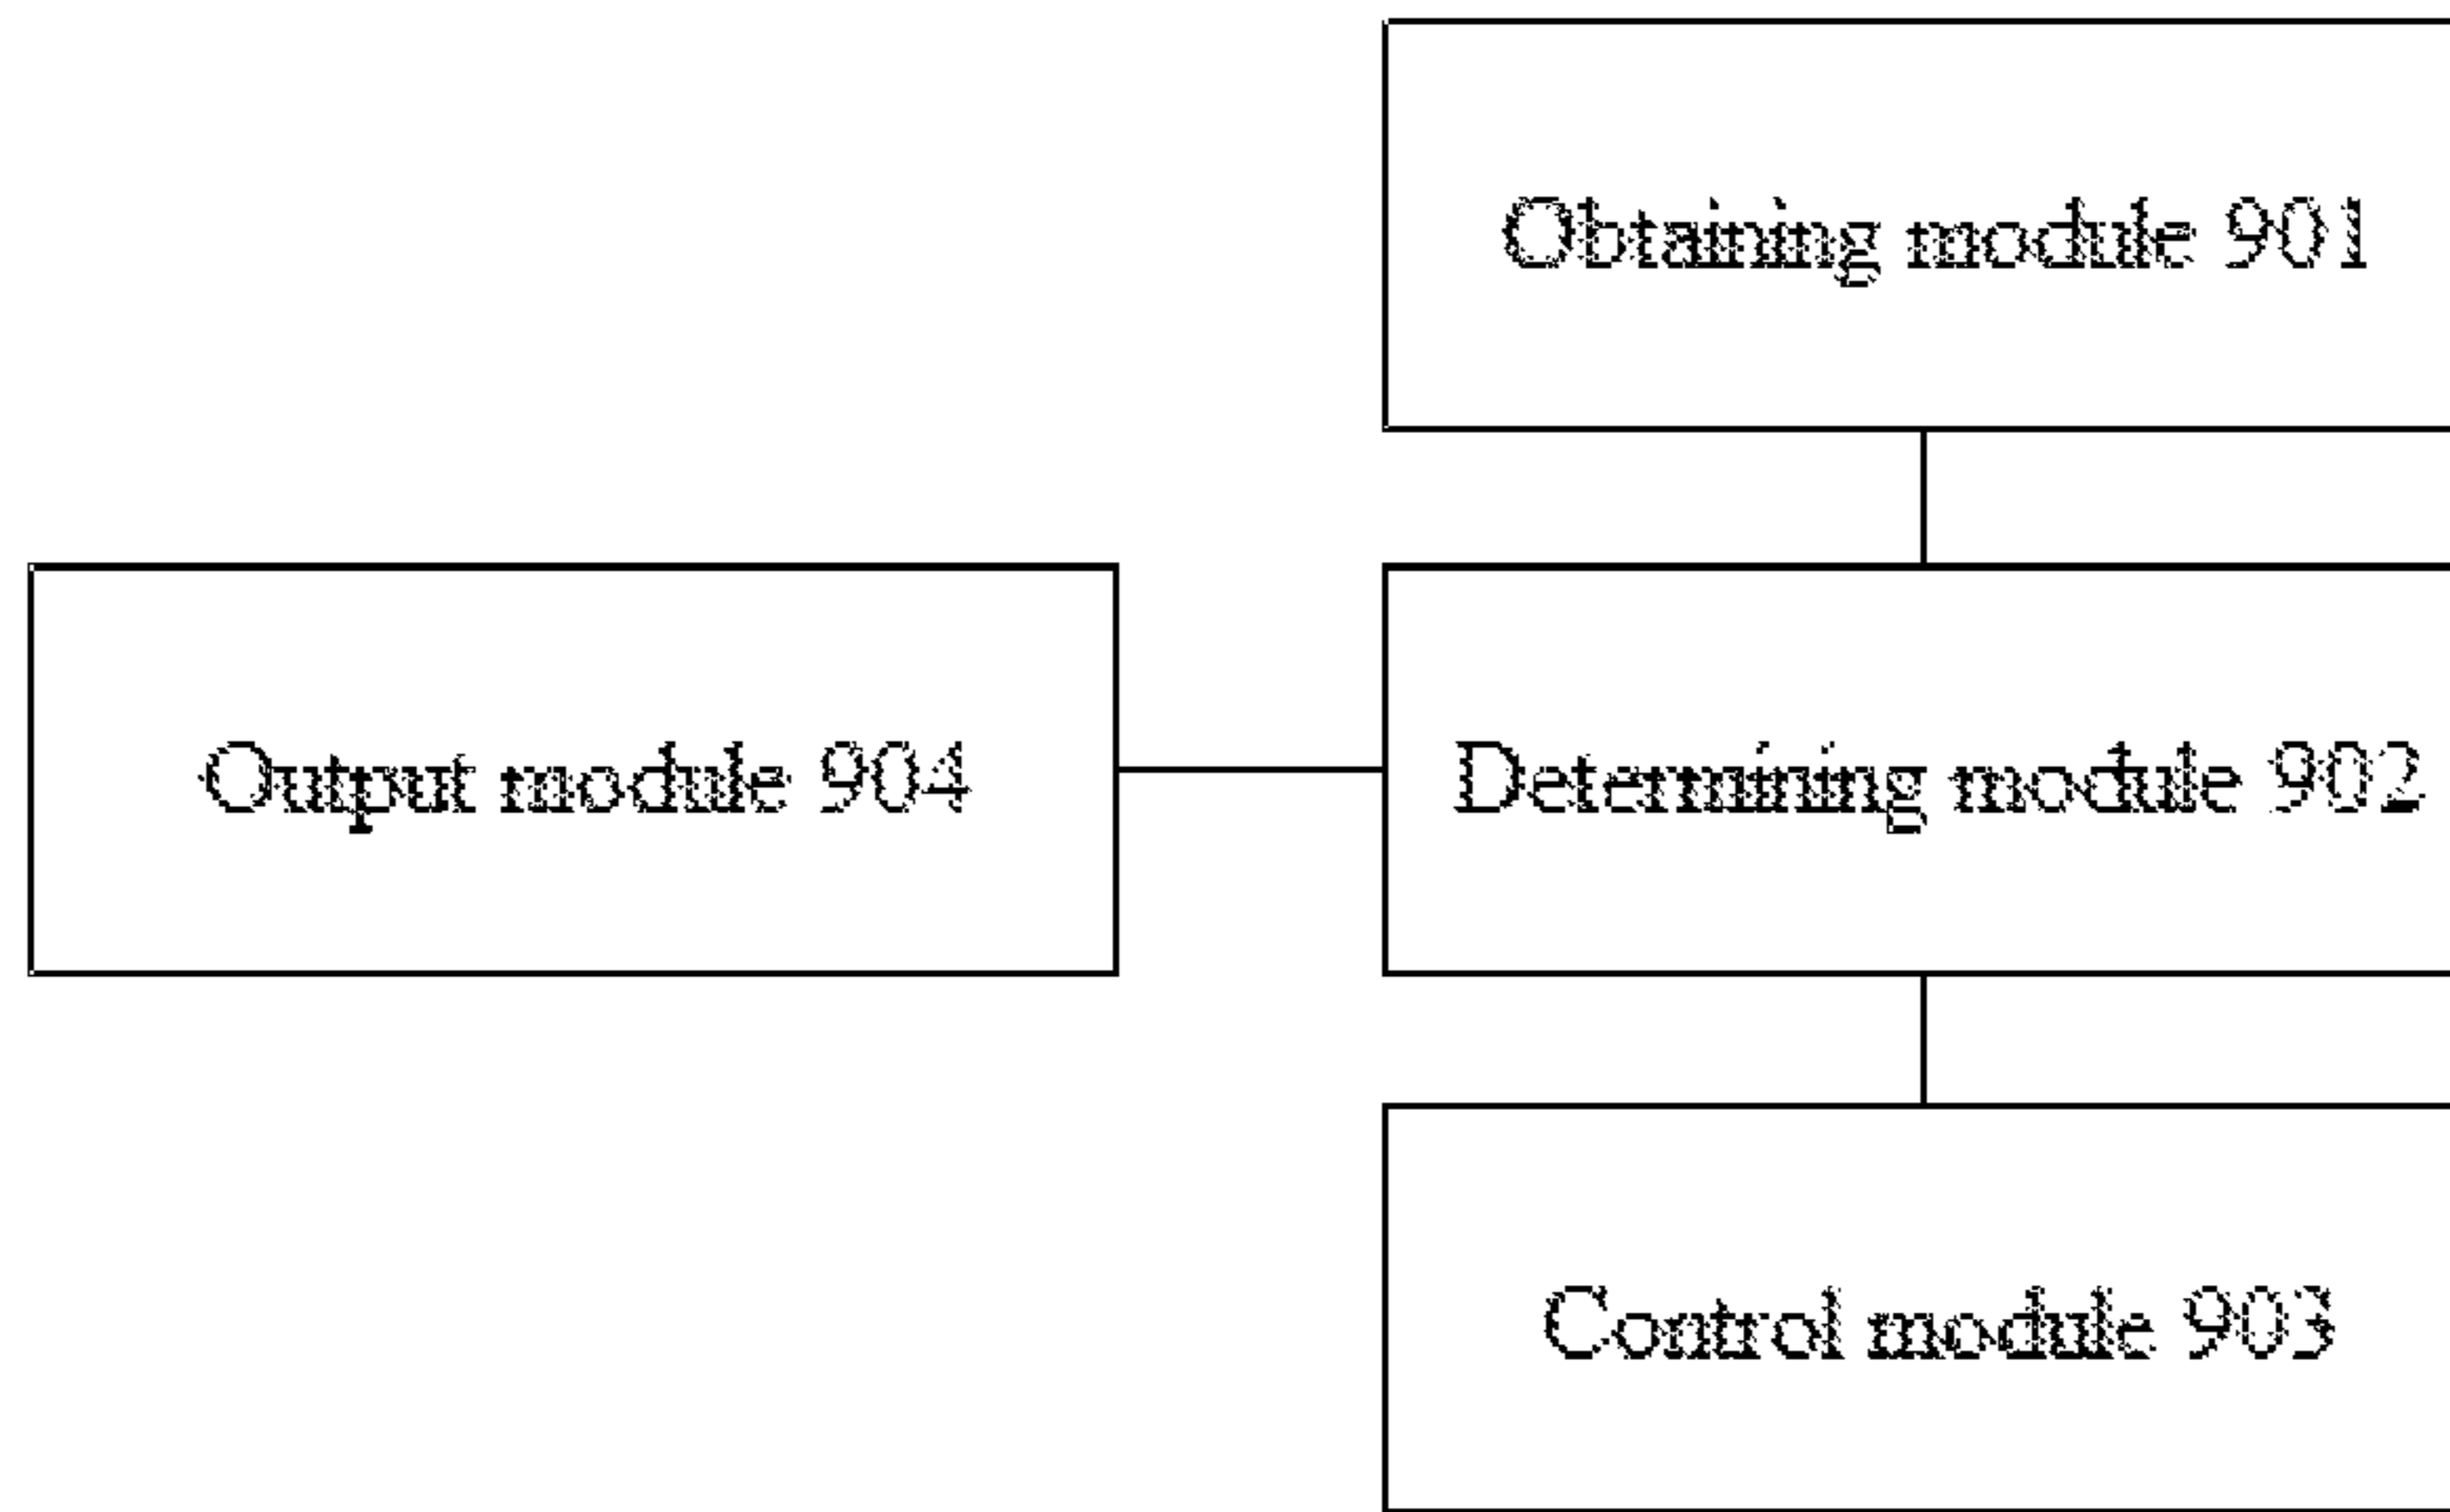 Obtaining module 901
Output module 904
Determining module 902
Control module 903